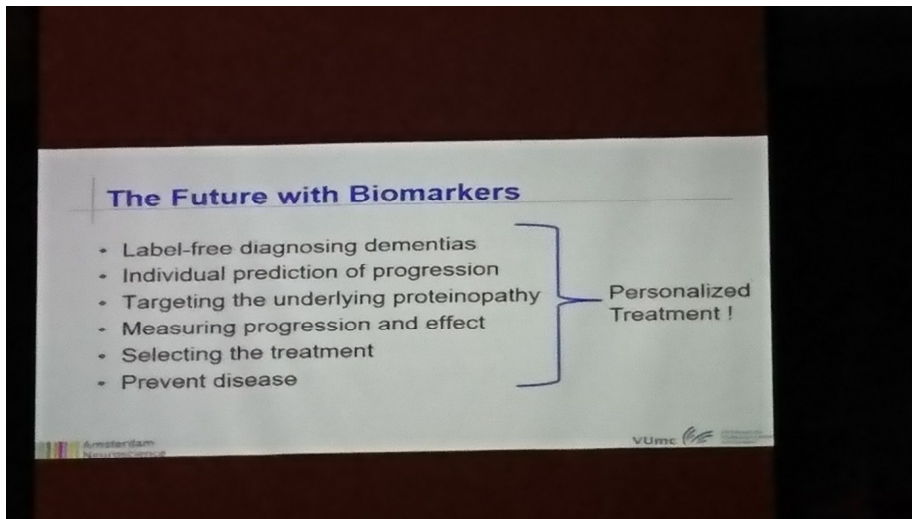 The Future with Biomarkers
• Label-free diagnosing dementias
• Individual prediction of progression
• Targeting the underlying proteinopathy
• Measuring progression and effect
• Selecting the treatment
• Prevent disease
Personalized
Treatment !
Amsterdam
Neuroscience
VUmc